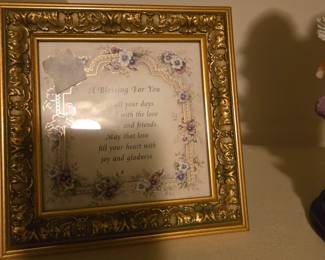 A Blessing For You
all your days
with the love
and friends
May that love
fill your heart with
joy and gladness